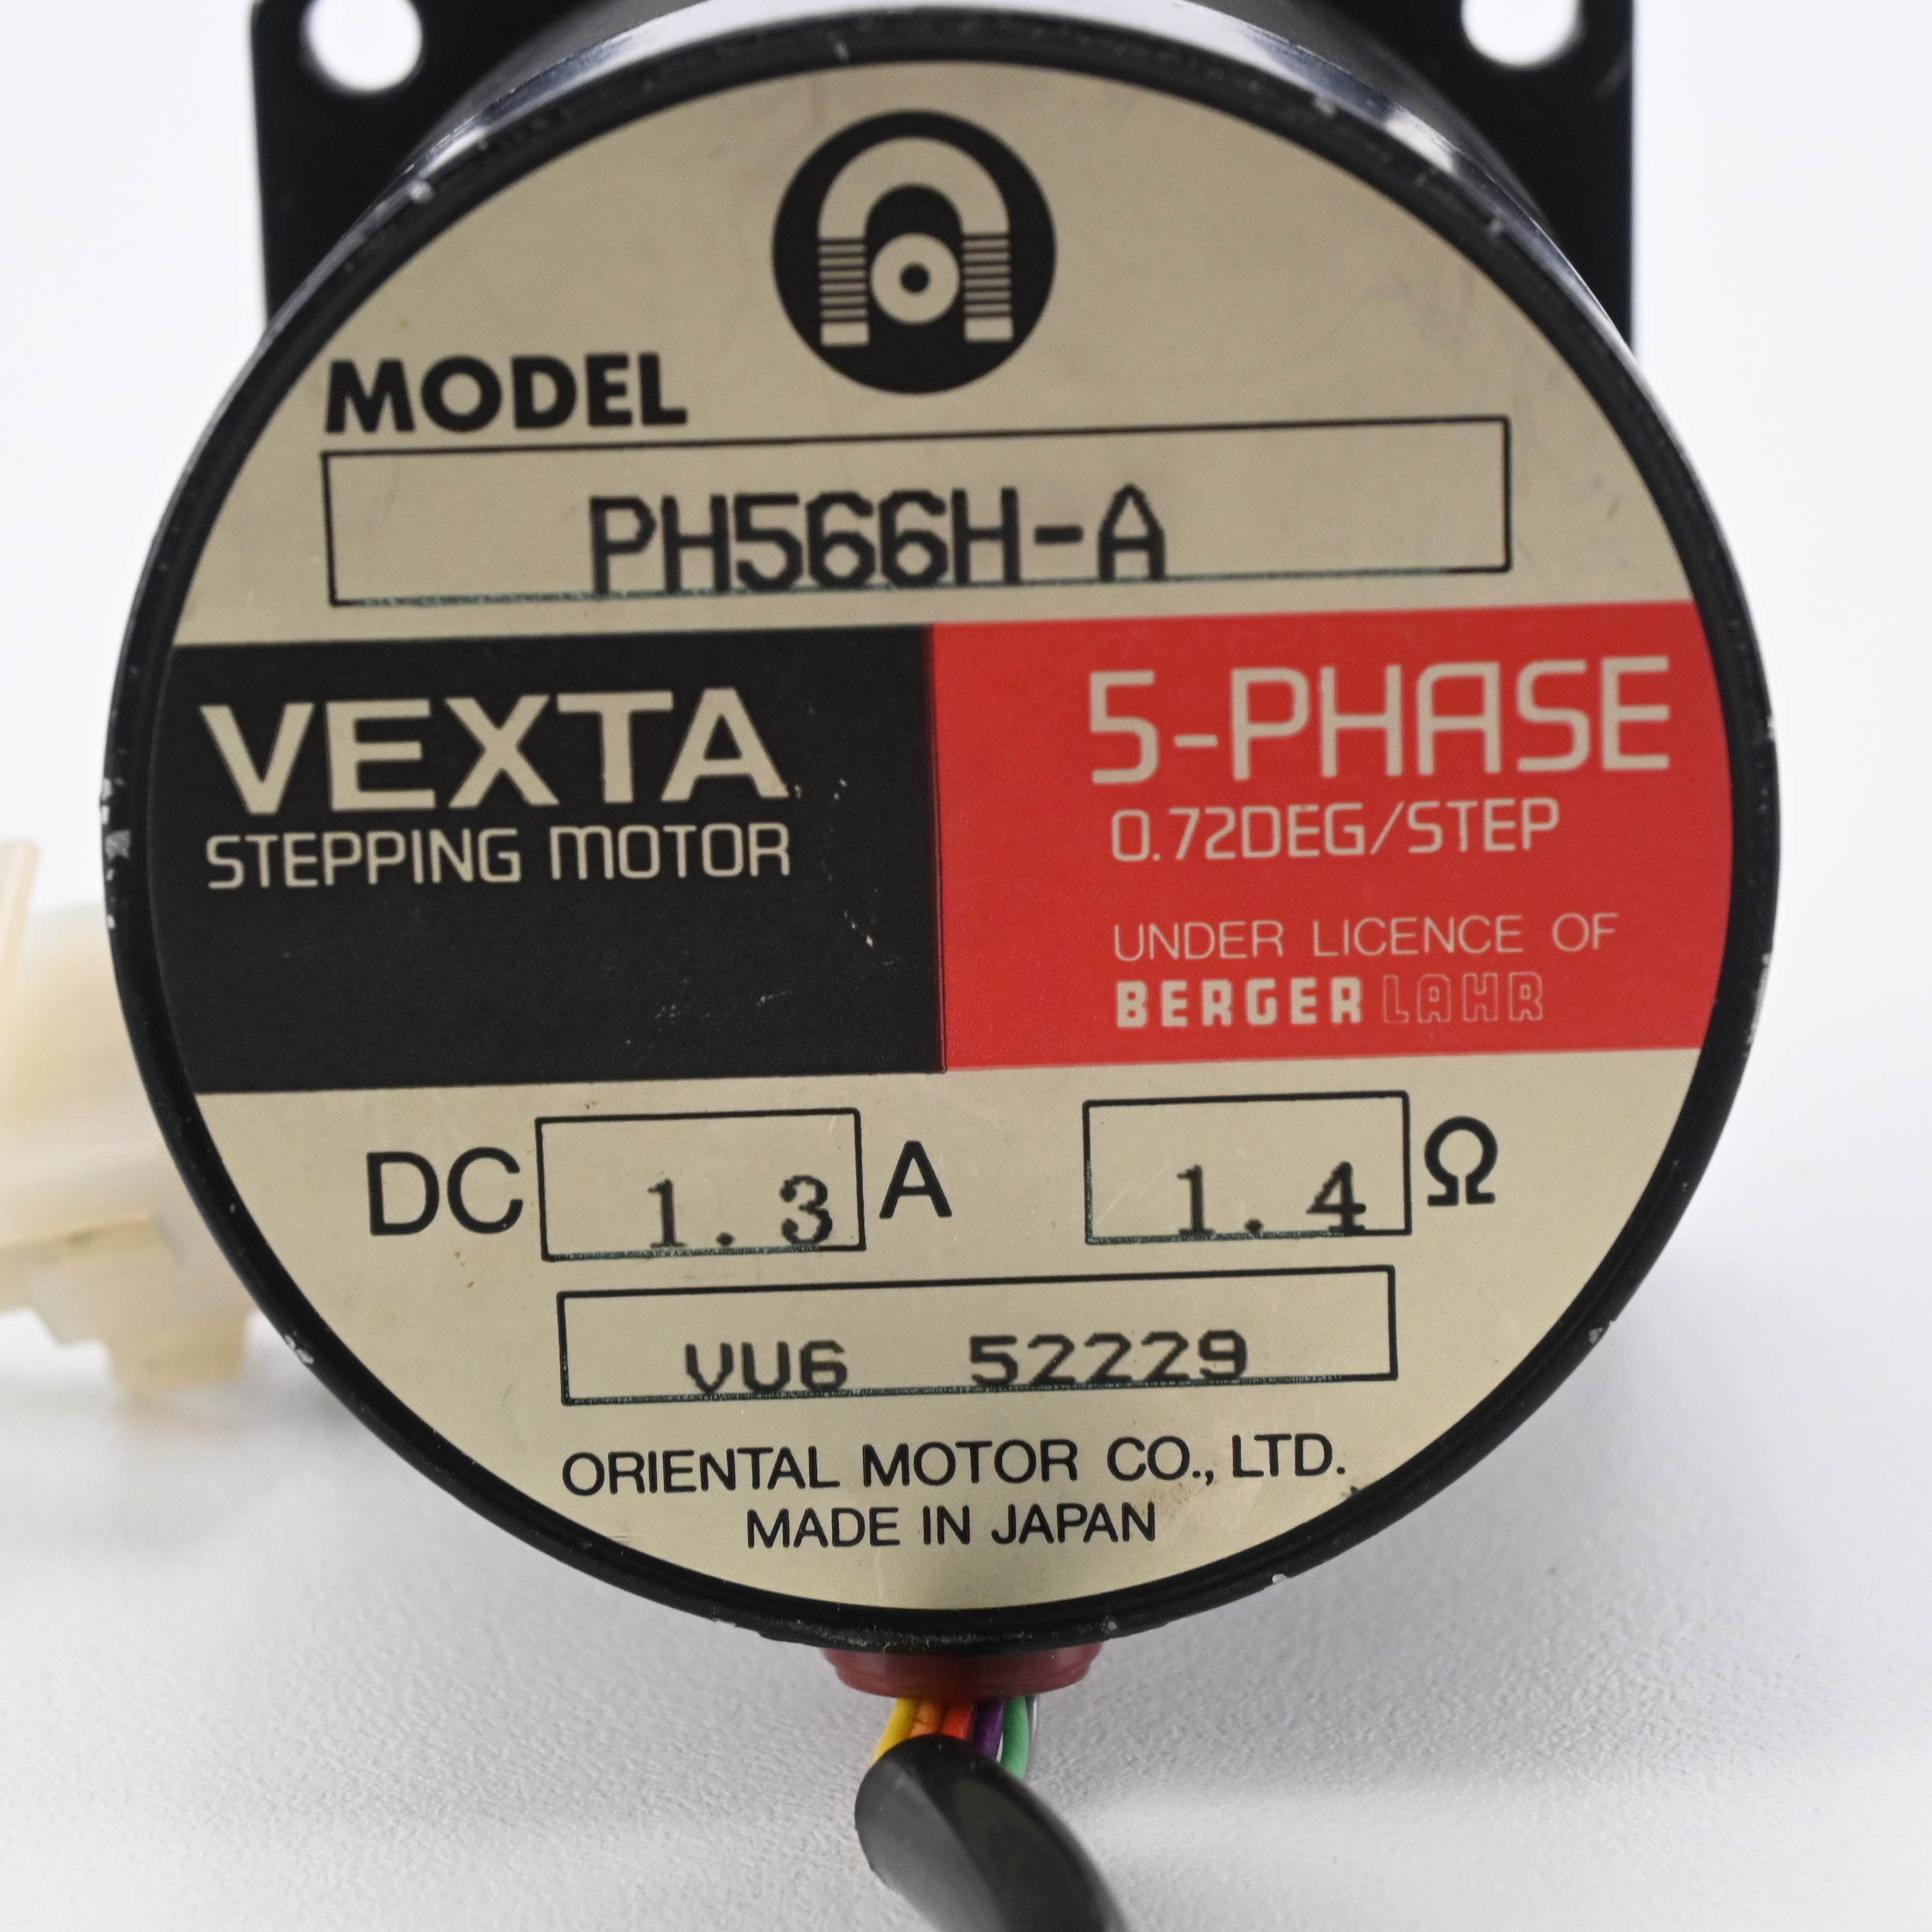 MODEL
PH566H-A
VEXTA
STEPPING MOTOR
5-PHASE
0.72DEG/STEP
UNDER LICENCE OF
BERGER LAHR
DC 1.3 A 1.4 Ω
VU6 52229
ORIENTAL MOTOR CO., LTD.
MADE IN JAPAN